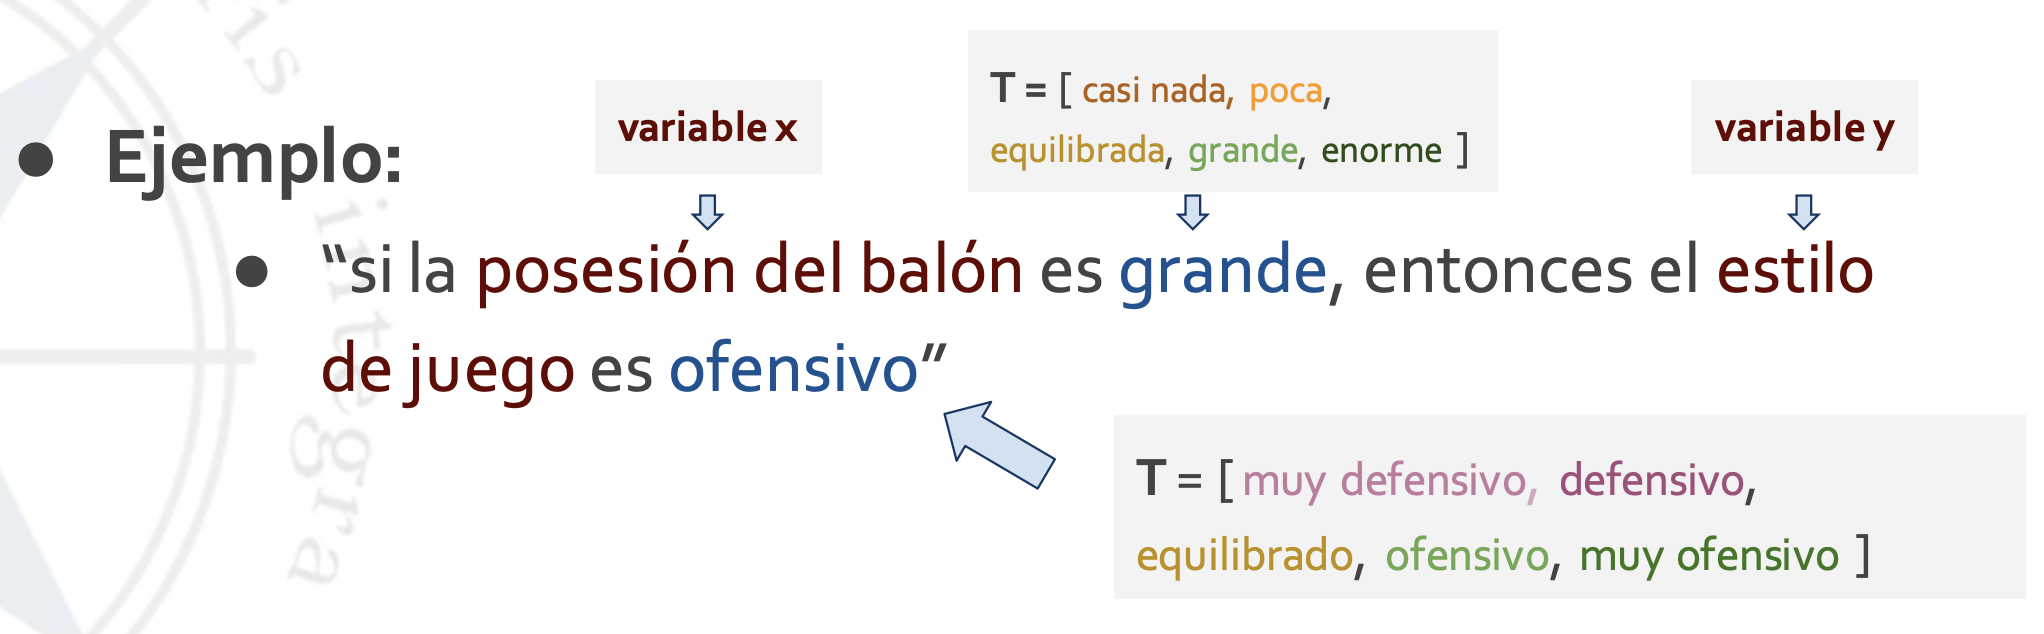 variable x
T = [ casi nada, poca,
equilibrada, grande, enorme ]
variable y
● Ejemplo:
● “si la posesión del balón es grande, entonces el estilo
de juego es ofensivo”
T = [ muy defensivo, defensivo,
equilibrado, ofensivo, muy ofensivo ]
integra